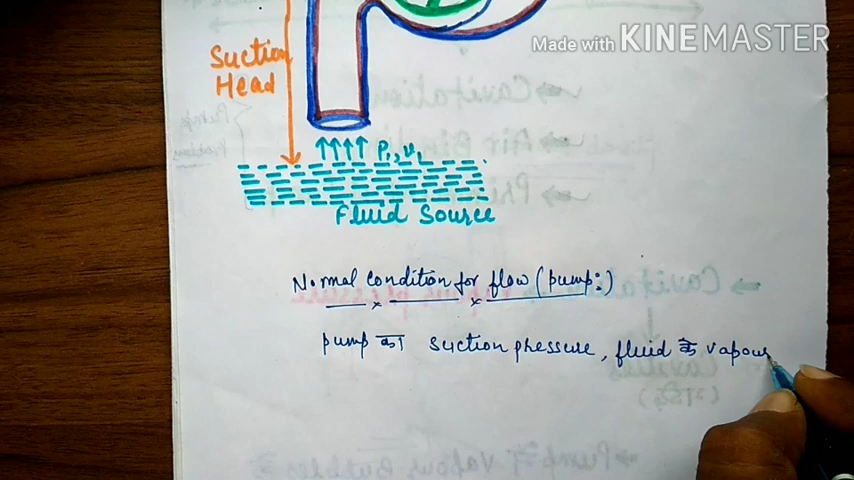 Made with KINEMASTER
Suction
Head
P₁, V₁
Fluid Source
Normal condition for flow (pump:)
pump का suction pressure, fluid के vapour